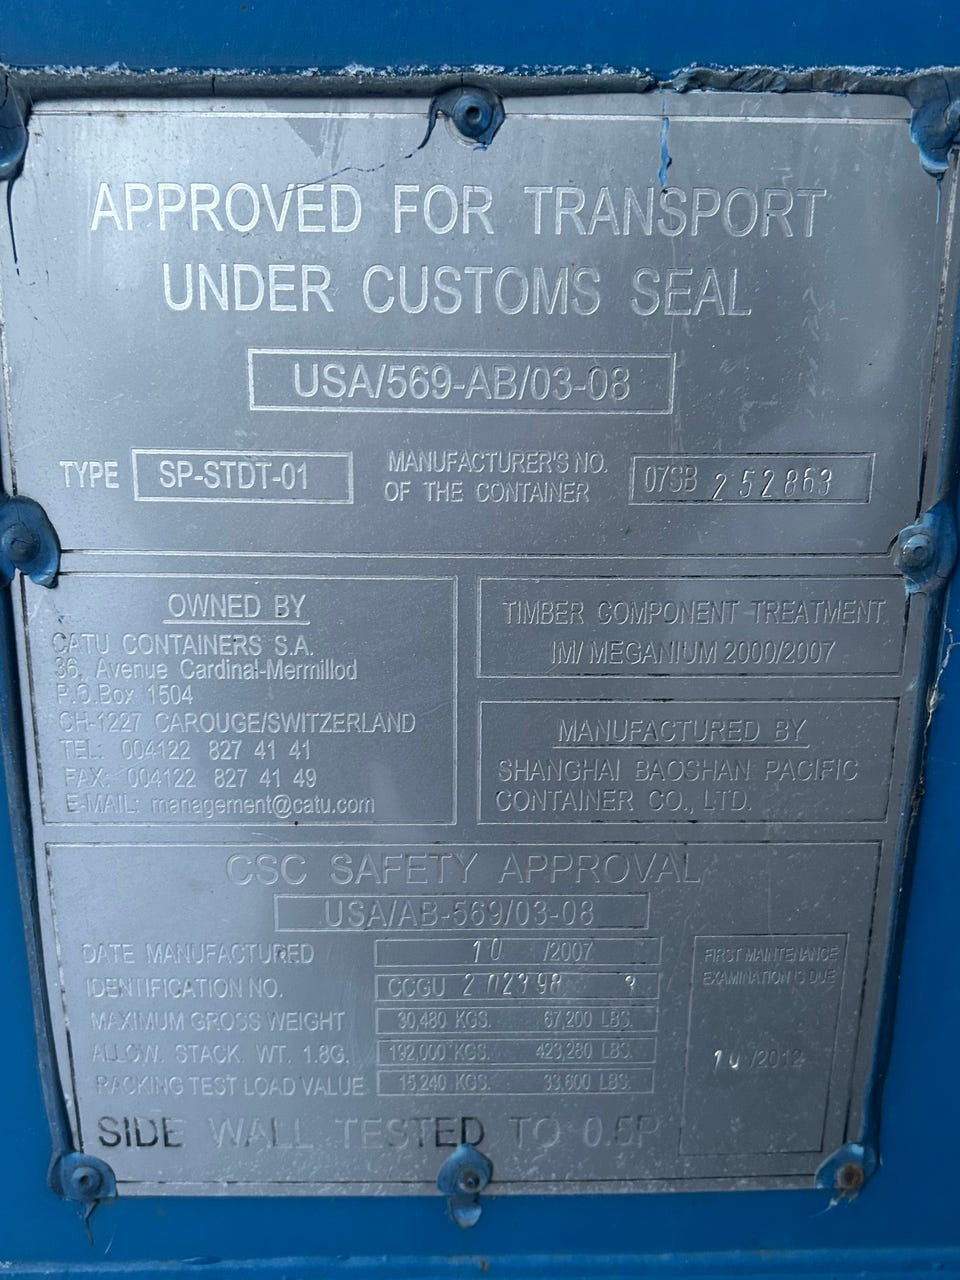 APPROVED FOR TRANSPORT
UNDER CUSTOMS SEAL
USA/569-AB/03-08
TYPE SP-STDT-01
MANUFACTURER'S NO.
OF THE CONTAINER
07SB 252863
OWNED BY
CATU CONTAINERS S.A.
36, Avenue Cardinal-Mermillod
P.O.Box 1504
CH-1227 CAROUGE/SWITZERLAND
TEL: 004122 827 41 41
FAX: 004122 827 41 49
E-MAIL: management@catu.com
TIMBER COMPONENT TREATMENT
IM/ MEGANIUM 2000/2007
MANUFACTURED BY
SHANGHAI BAOSHAN PACIFIC
CONTAINER CO., LTD.
CSC SAFETY APPROVAL
USA/AB-569/03-08
DATE MANUFACTURED 10 /2007
IDENTIFICATION NO. CCGU 202398 3
MAXIMUM GROSS WEIGHT 30,480 KGS. 67,200 LBS.
ALLOW. STACK. WT. 1.8G. 192,000 KGS. 423,280 LBS.
RACKING TEST LOAD VALUE 15,240 KGS. 33,600 LBS.
SIDE WALL TESTED TO 0.6P
FIRST MAINTENANCE
EXAMINATION IS DUE
10 /2012